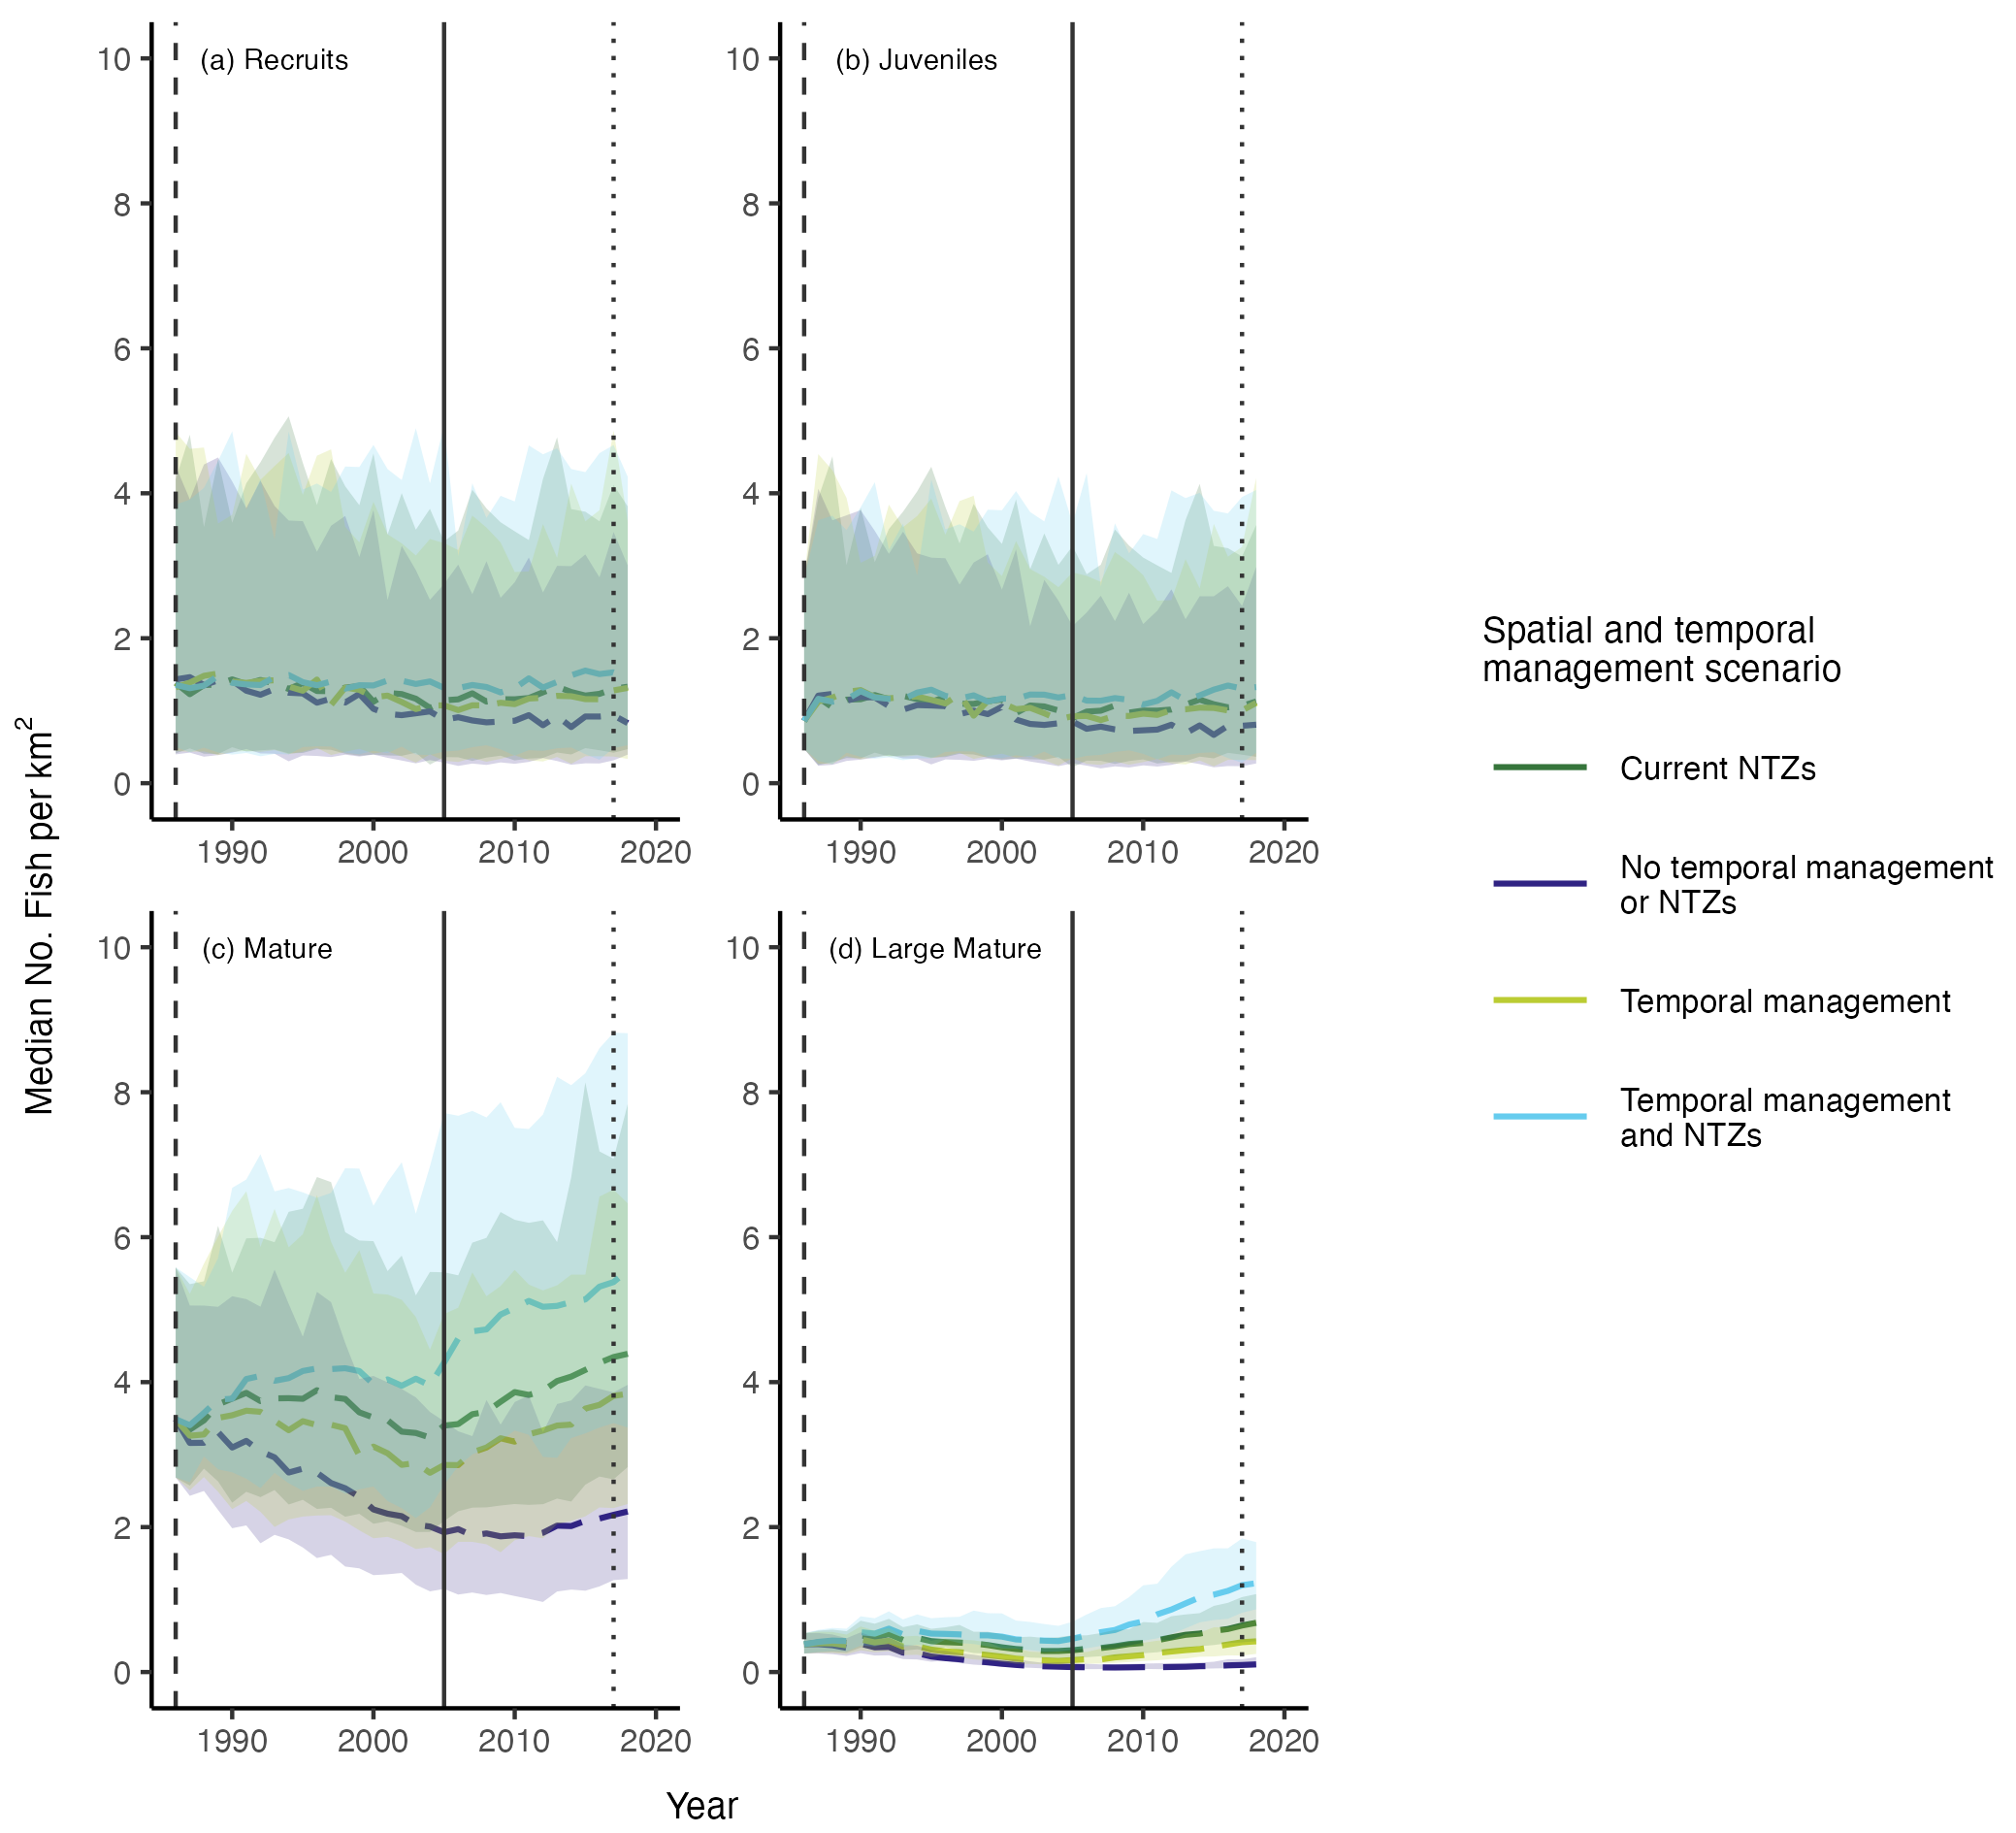 (a) Recruits
10
8
6
4
2
0
1990 2000 2010 2020
(b) Juveniles
10
8
6
4
2
0
1990 2000 2010 2020
(c) Mature
10
8
6
4
2
0
1990 2000 2010 2020
(d) Large Mature
10
8
6
4
2
0
1990 2000 2010 2020
Median No. Fish per km²
Year
Spatial and temporal
management scenario
Current NTZs
No temporal management
or NTZs
Temporal management
Temporal management
and NTZs